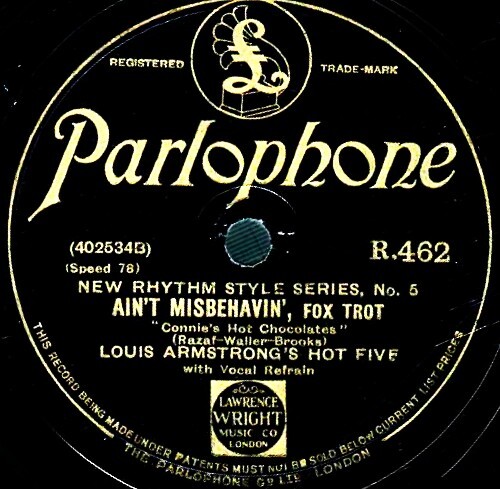 £
REGISTERED TRADE-MARK
Parlophone
(402534B) R.462
(Speed 78)
NEW RHYTHM STYLE SERIES, No. 5
AIN'T MISBEHAVIN', FOX TROT
"Connie's Hot Chocolates"
(Razaf-Waller-Brooks)
LOUIS ARMSTRONG'S HOT FIVE
with Vocal Refrain
LAWRENCE
WRIGHT
MUSIC CO
LONDON
THIS RECORD BEING MADE UNDER PATENTS MUST NOT BE SOLD BELOW CURRENT LIST PRICES
THE PARLOPHONE Co LTD LONDON